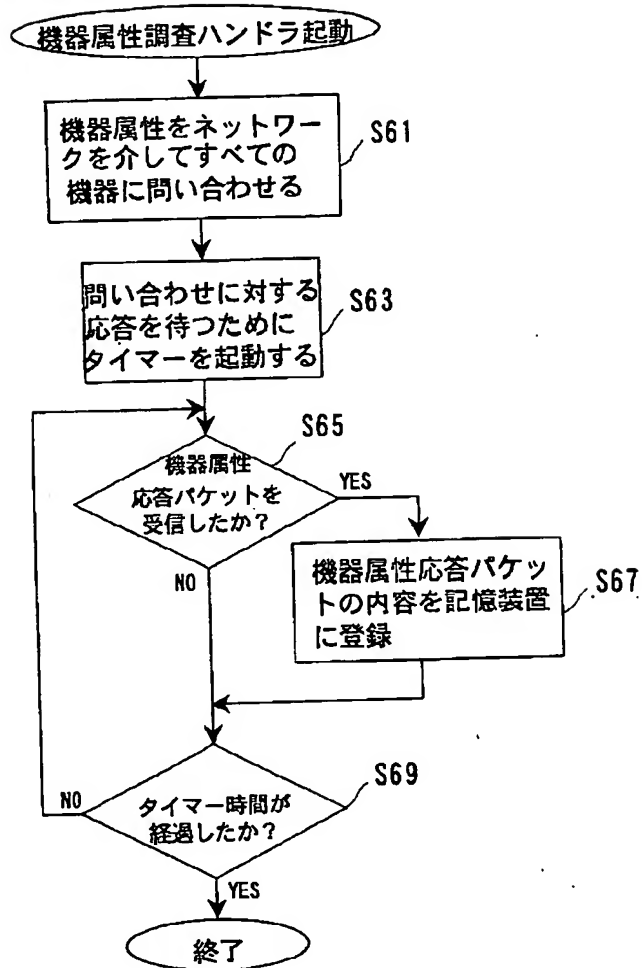 機器属性調査ハンドラ起動
機器属性をネットワー
クを介してすべての
機器に問い合わせる
S61
問い合わせに対する
応答を待つために
タイマーを起動する
S63
S65
機器属性
応答パケットを
受信したか？
YES
NO
機器属性応答パケッ
トの内容を記憶装置
に登録
S67
S69
タイマー時間が
経過したか？
NO
YES
終了